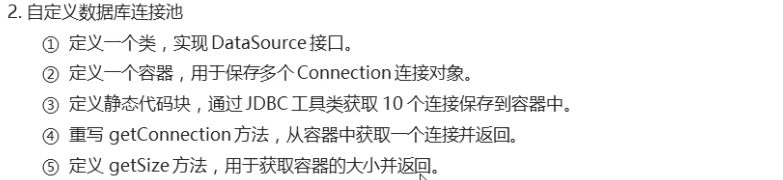 2. 自定义数据库连接池
① 定义一个类，实现 DataSource 接口。
② 定义一个容器，用于保存多个 Connection 连接对象。
③ 定义静态代码块，通过 JDBC 工具类获取 10 个连接保存到容器中。
④ 重写 getConnection 方法，从容器中获取一个连接并返回。
⑤ 定义 getSize 方法，用于获取容器的大小并返回。